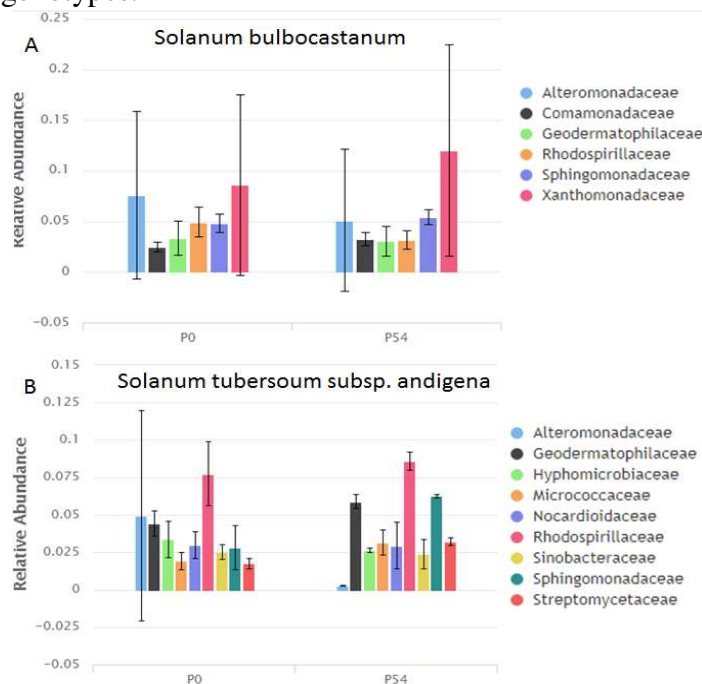 genotypes.
A
Solanum bulbocastanum
0.25
0.2
0.15
0.1
0.05
0
−0.05
Relative Abundance
P0
P54
Alteromonadaceae
Comamonadaceae
Geodermatophilaceae
Rhodospirillaceae
Sphingomonadaceae
Xanthomonadaceae
B
Solanum tubersoum subsp. andigena
0.15
0.125
0.1
0.075
0.05
0.025
0
−0.025
−0.05
Relative Abundance
P0
P54
Alteromonadaceae
Geodermatophilaceae
Hyphomicrobiaceae
Micrococcaceae
Nocardioidaceae
Rhodospirillaceae
Sinobacteraceae
Sphingomonadaceae
Streptomycetaceae